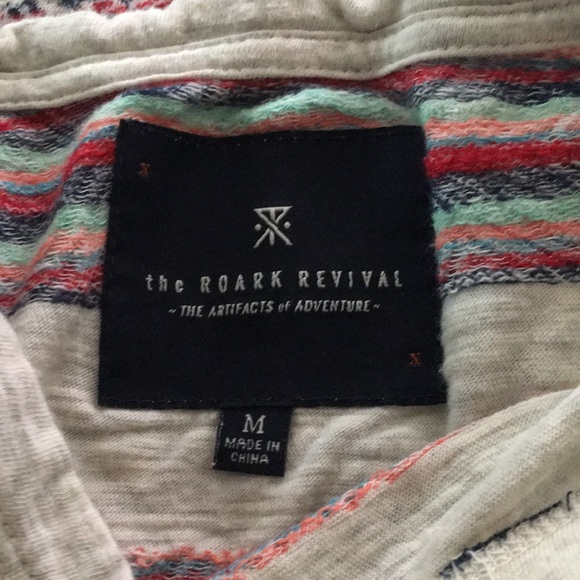 X
the ROARK REVIVAL
~ THE ARTIFACTS of ADVENTURE ~
X
M
MADE IN
CHINA